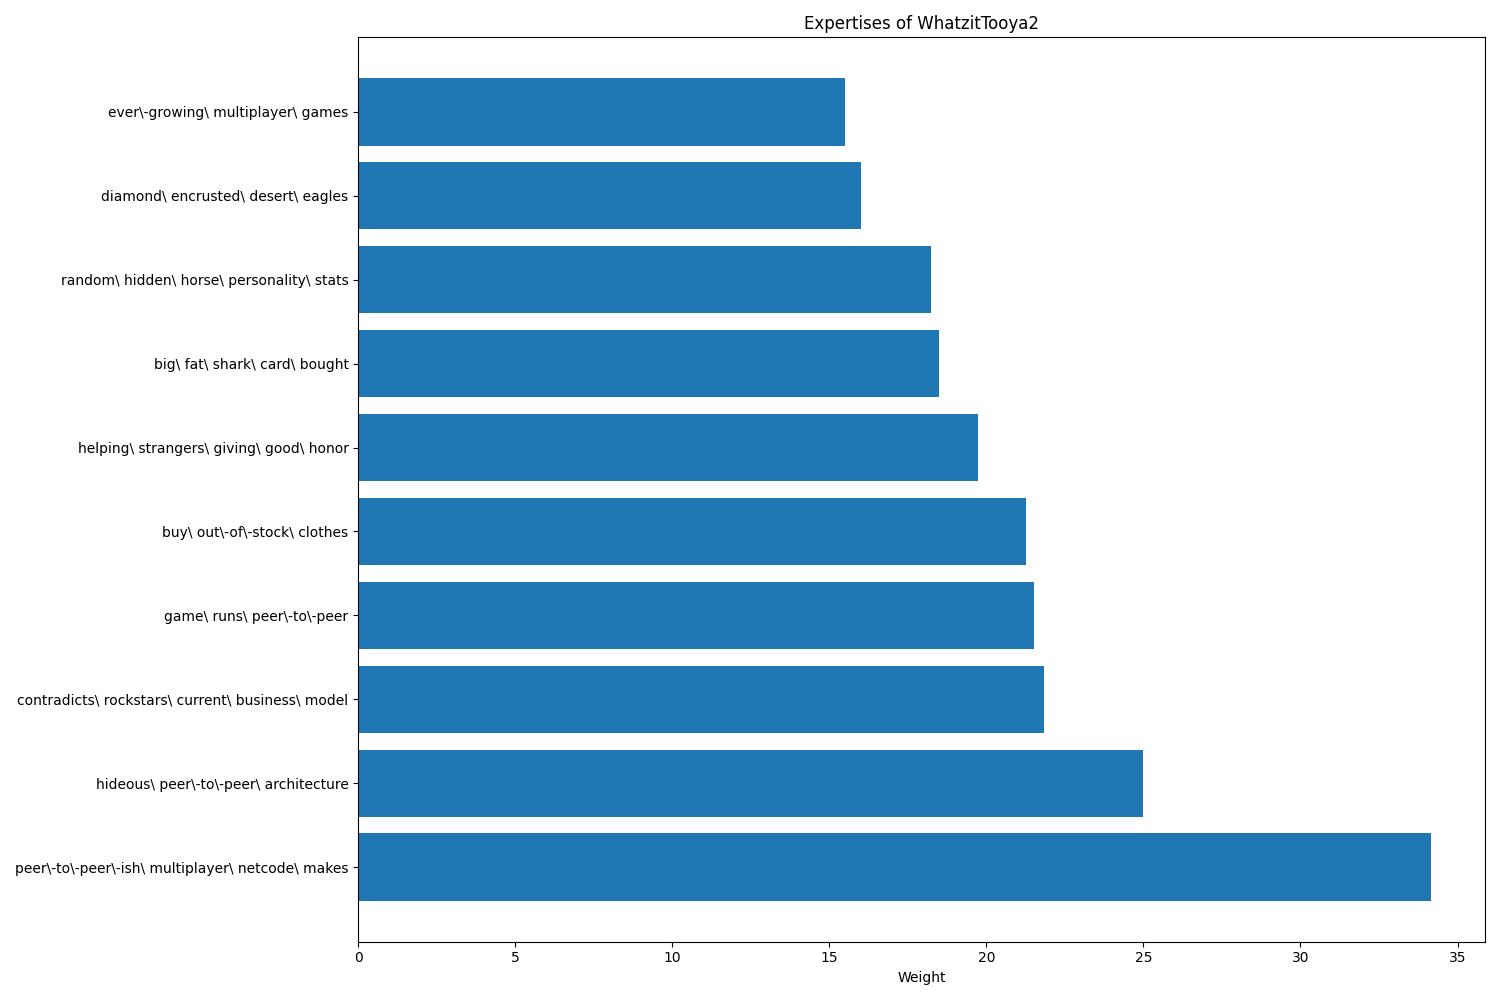 Expertises of WhatzitTooya2
ever\-growing\ multiplayer\ games
diamond\ encrusted\ desert\ eagles
random\ hidden\ horse\ personality\ stats
big\ fat\ shark\ card\ bought
helping\ strangers\ giving\ good\ honor
buy\ out\-of\-stock\ clothes
game\ runs\ peer\-to\-peer
contradicts\ rockstars\ current\ business\ model
hideous\ peer\-to\-peer\ architecture
peer\-to\-peer\-ish\ multiplayer\ netcode\ makes
0 5 10 15 20 25 30 35
Weight